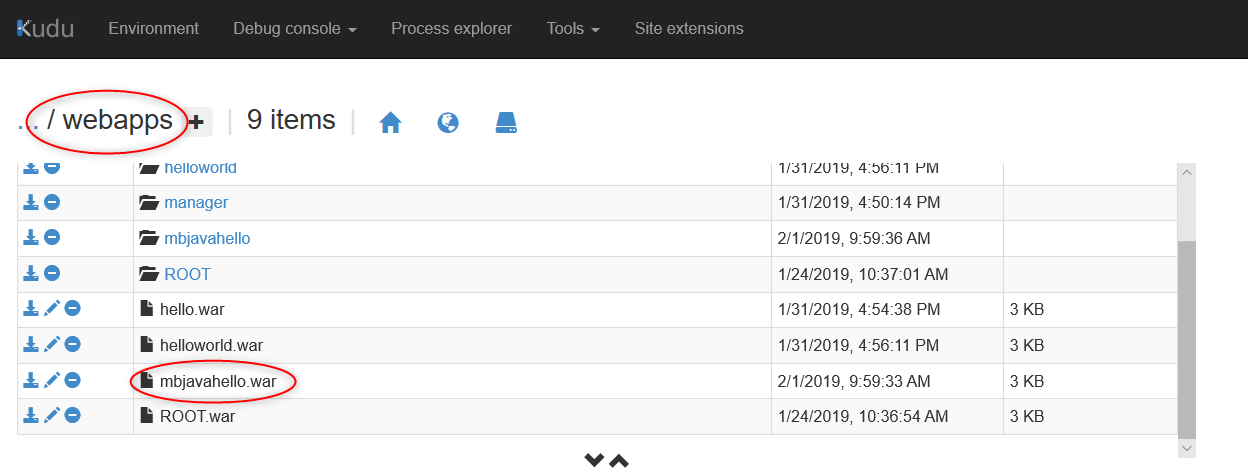 Kudu Environment Debug console Process explorer Tools Site extensions
... / webapps + | 9 items |
helloworld 1/31/2019, 4:56:11 PM
manager 1/31/2019, 4:50:14 PM
mbjavahello 2/1/2019, 9:59:36 AM
ROOT 1/24/2019, 10:37:01 AM
hello.war 1/31/2019, 4:54:38 PM 3 KB
helloworld.war 1/31/2019, 4:56:11 PM 3 KB
mbjavahello.war 2/1/2019, 9:59:33 AM 3 KB
ROOT.war 1/24/2019, 10:36:54 AM 3 KB